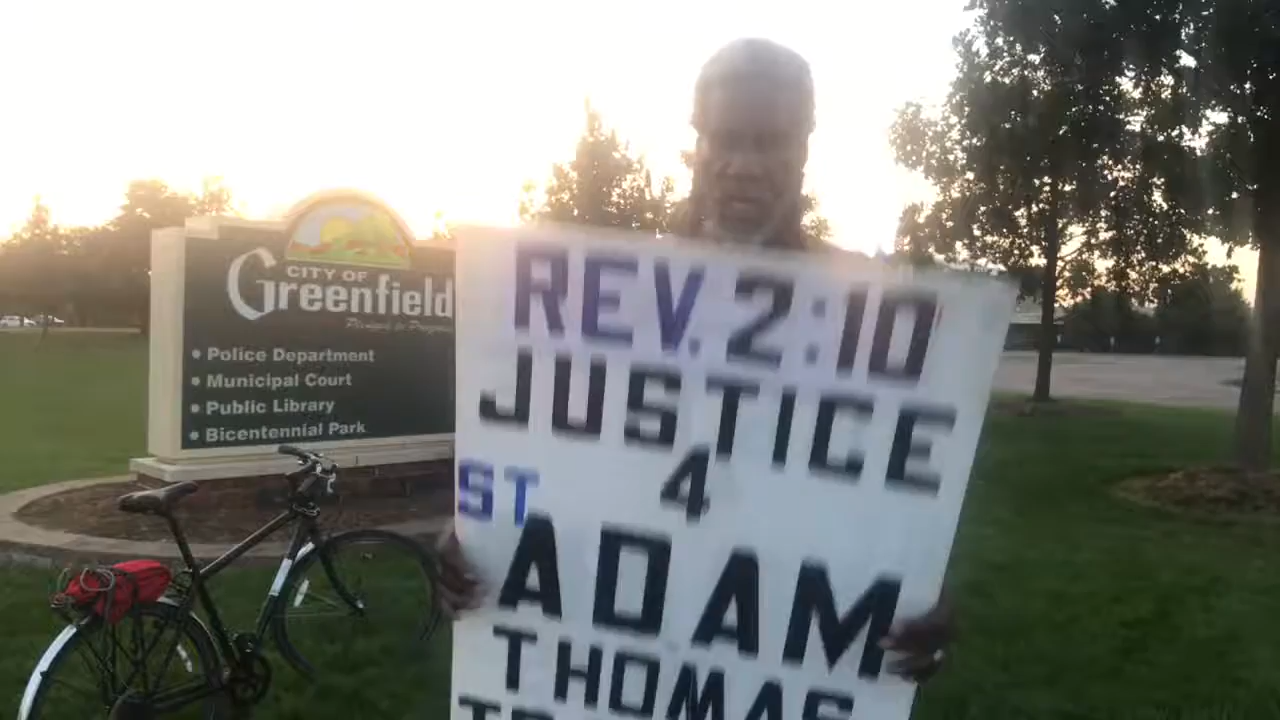 CITY OF
Greenfield
• Police Department
• Municipal Court
• Public Library
• Bicentennial Park
REV. 2:10
JUSTICE
4
ST
ADAM
THOMAS